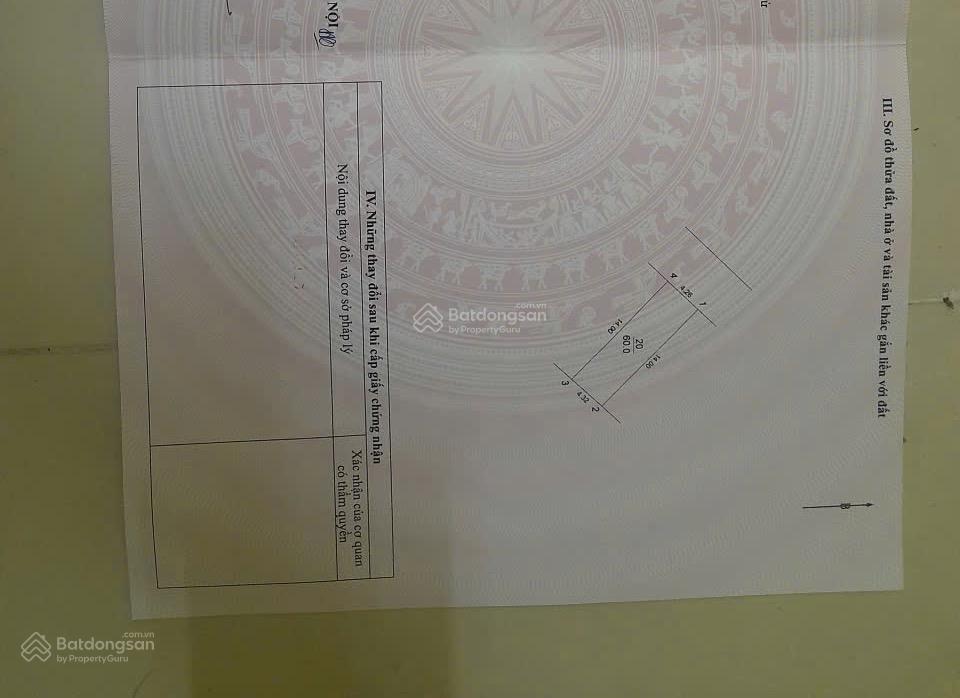 ử
III. Sơ đồ thửa đất, nhà ở và tài sản khác gắn liền với đất
B
1
4.26
4
14.00
20
60.0
14.00
3
4.32
2
NỘI
IV. Những thay đổi sau khi cấp giấy chứng nhận
Nội dung thay đổi và cơ sở pháp lý
Xác nhận của cơ quan
có thẩm quyền
Batdongsan.com.vn
by PropertyGuru
Batdongsan.com.vn
by PropertyGuru